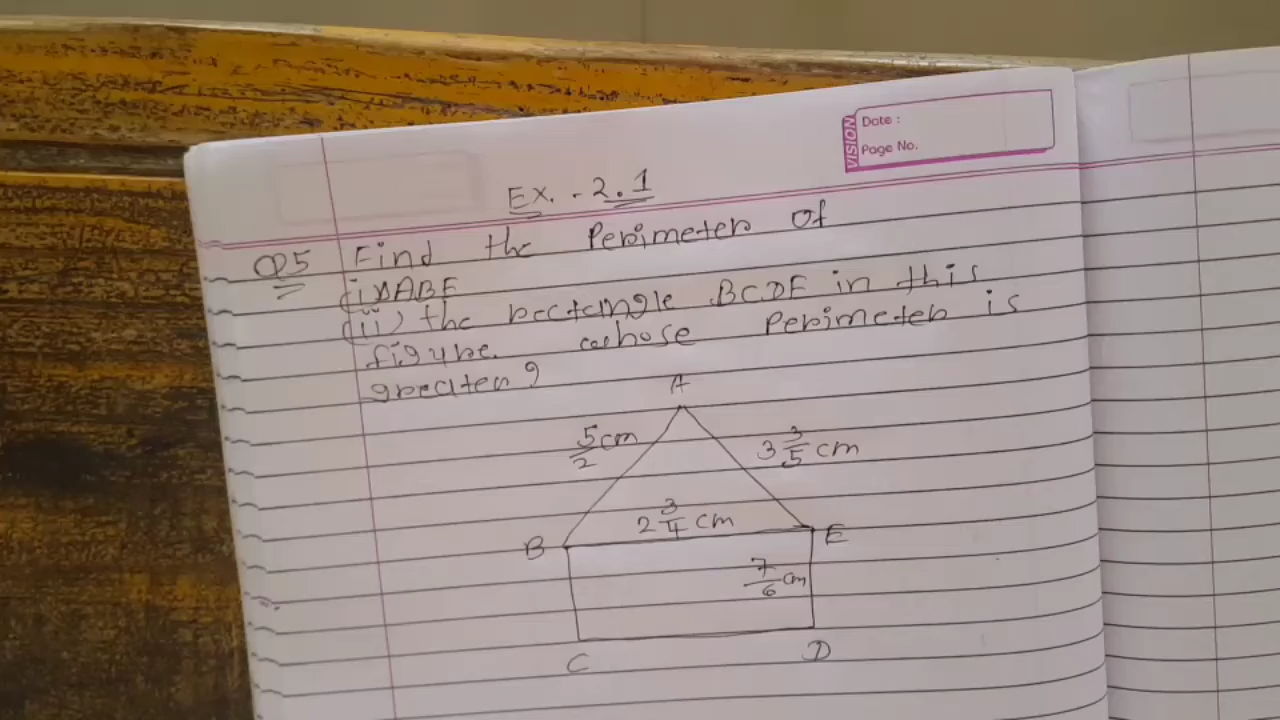 VISION
Date :
Page No.
EX. - 2.1
Q5 Find the Perimeter of
(i) ΔABE
(ii) the rectangle BCDE in this
figure. whose Perimeter is
greater ?
A
5/2 cm
3 3/5 cm
2 3/4 cm
B
E
7/6 cm
C
D